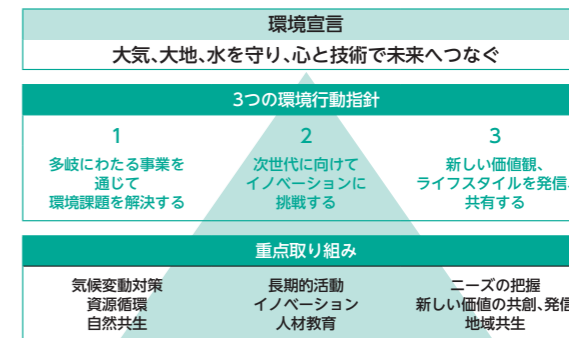 環境宣言
大気、大地、水を守り、心と技術で未来へつなぐ
3つの環境行動指針
1
多岐にわたる事業を
通じて
環境課題を解決する
2
次世代に向けて
イノベーションに
挑戦する
3
新しい価値観、
ライフスタイルを発信、
共有する
重点取り組み
気候変動対策
資源循環
自然共生
長期的活動
イノベーション
人材教育
ニーズの把握
新しい価値の共創、発信
地域共生